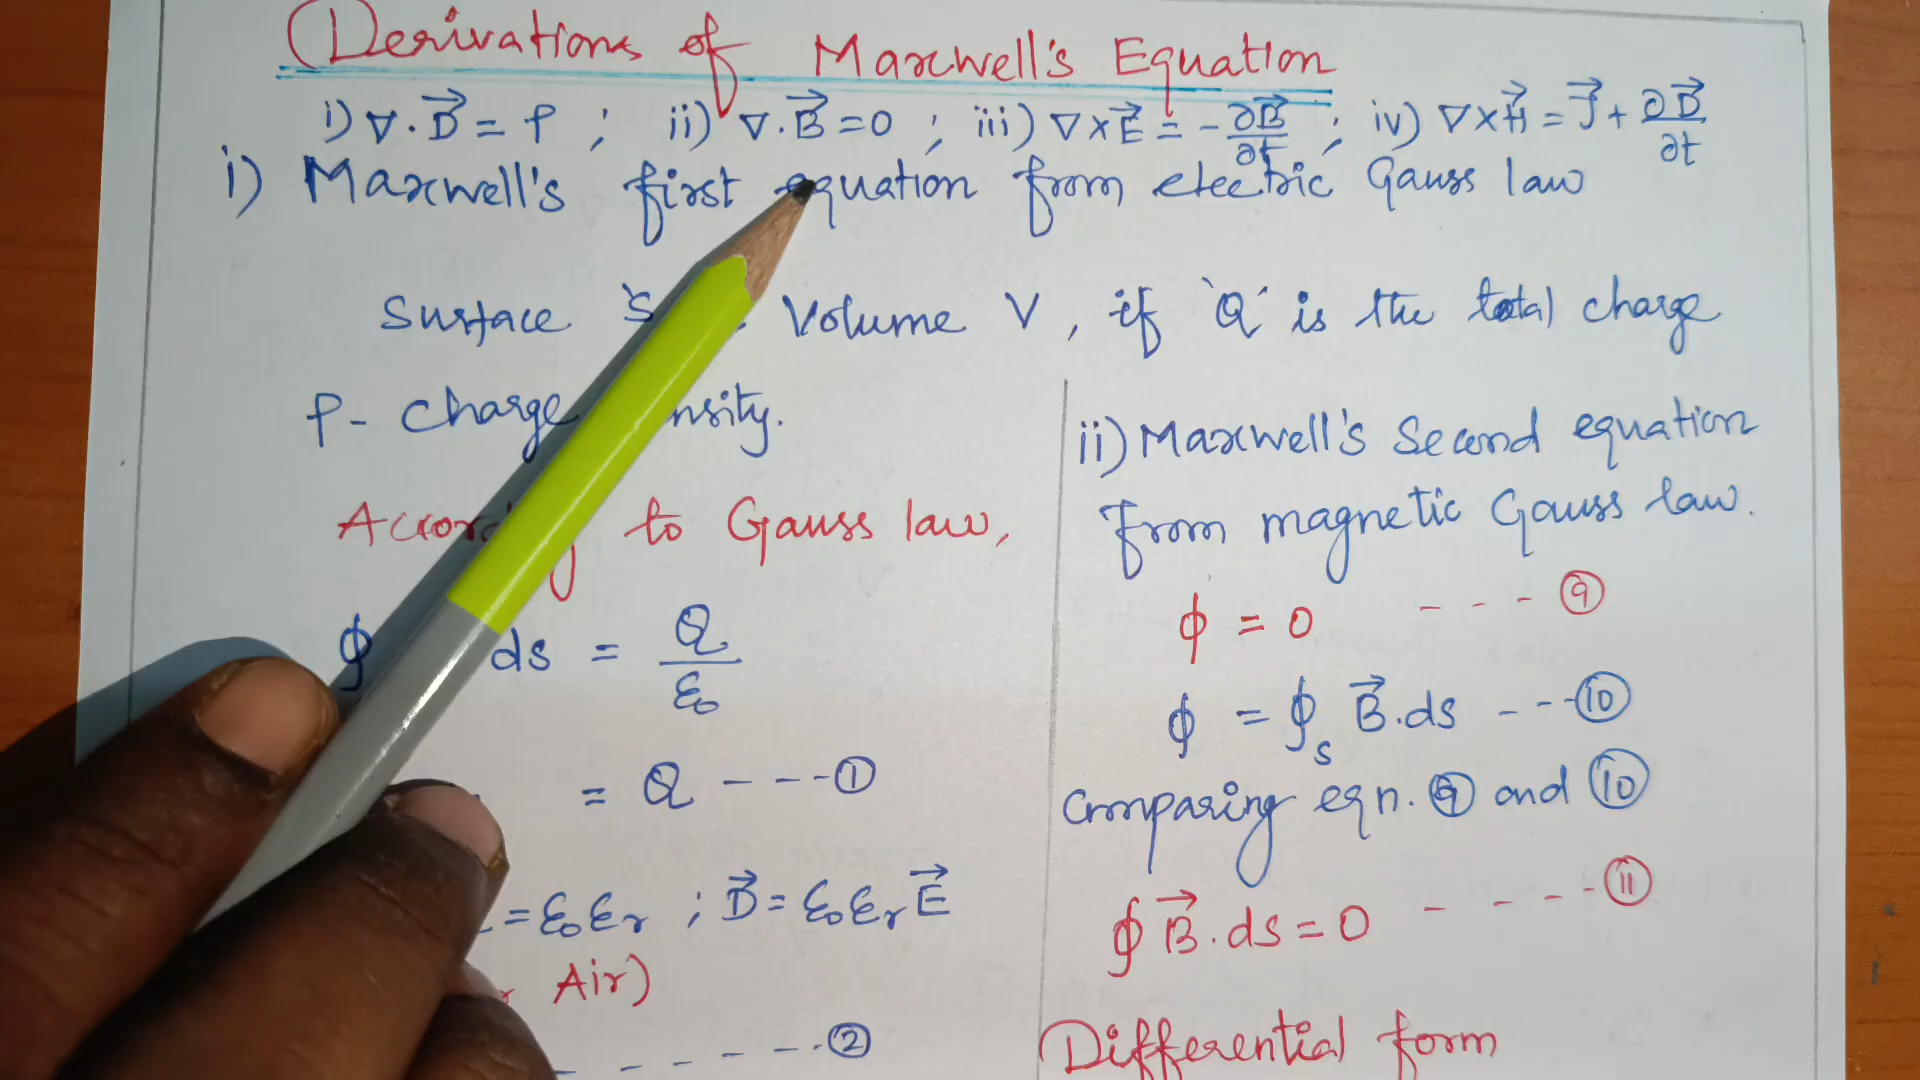 Derivations of Maxwell's Equation
i) ∇·D⃗ = ρ ; ii) ∇·B⃗ = 0 ; iii) ∇×E⃗ = -∂B⃗/∂t ; iv) ∇×H⃗ = J⃗ + ∂D⃗/∂t
i) Maxwell's first equation from electric Gauss law
Surface 's Volume V, if 'Q' is the total charge
ρ - charge nsity.
According to Gauss law,
∮ ds = Q/ε₀
= Q - - - - ①
= ε₀εᵣ ; D⃗ = ε₀εᵣE⃗
Air)
- - - - - ②
ii) Maxwell's Second equation
from magnetic Gauss law.
ϕ = 0 - - - ⑨
ϕ = ∮ₛ B⃗.ds - - - ⑩
Comparing eqn. ⑨ and ⑩
∮ B⃗.ds = 0 - - - - ⑪
Differential form